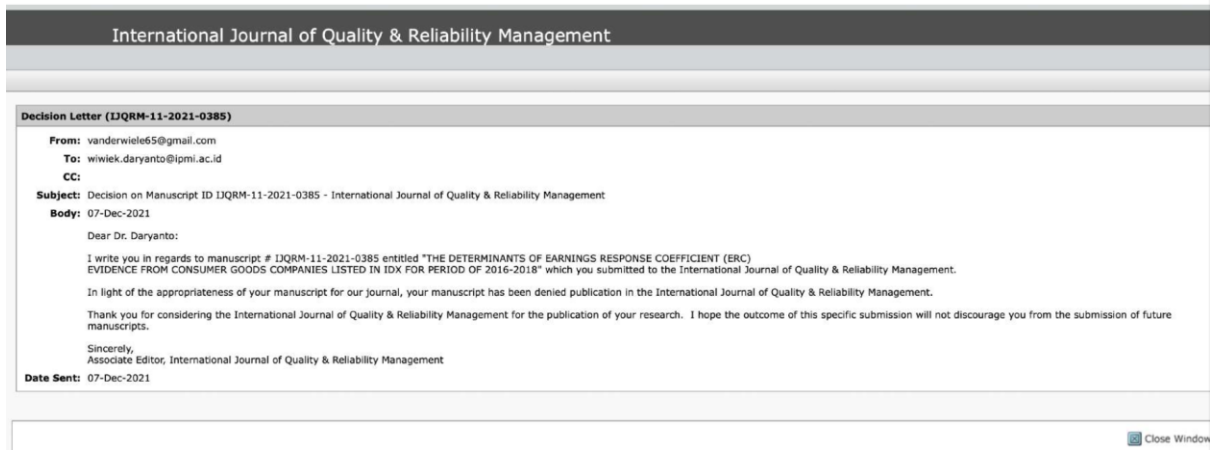 International Journal of Quality & Reliability Management
Decision Letter (IJQRM-11-2021-0385)
From: vanderwiele65@gmail.com
To: wiwiek.daryanto@ipmi.ac.id
CC:
Subject: Decision on Manuscript ID IJQRM-11-2021-0385 - International Journal of Quality & Reliability Management
Body: 07-Dec-2021
Dear Dr. Daryanto:
I write you in regards to manuscript # IJQRM-11-2021-0385 entitled "THE DETERMINANTS OF EARNINGS RESPONSE COEFFICIENT (ERC)
EVIDENCE FROM CONSUMER GOODS COMPANIES LISTED IN IDX FOR PERIOD OF 2016-2018" which you submitted to the International Journal of Quality & Reliability Management.
In light of the appropriateness of your manuscript for our journal, your manuscript has been denied publication in the International Journal of Quality & Reliability Management.
Thank you for considering the International Journal of Quality & Reliability Management for the publication of your research.  I hope the outcome of this specific submission will not discourage you from the submission of future
manuscripts.
Sincerely,
Associate Editor, International Journal of Quality & Reliability Management
Date Sent: 07-Dec-2021
Close Window